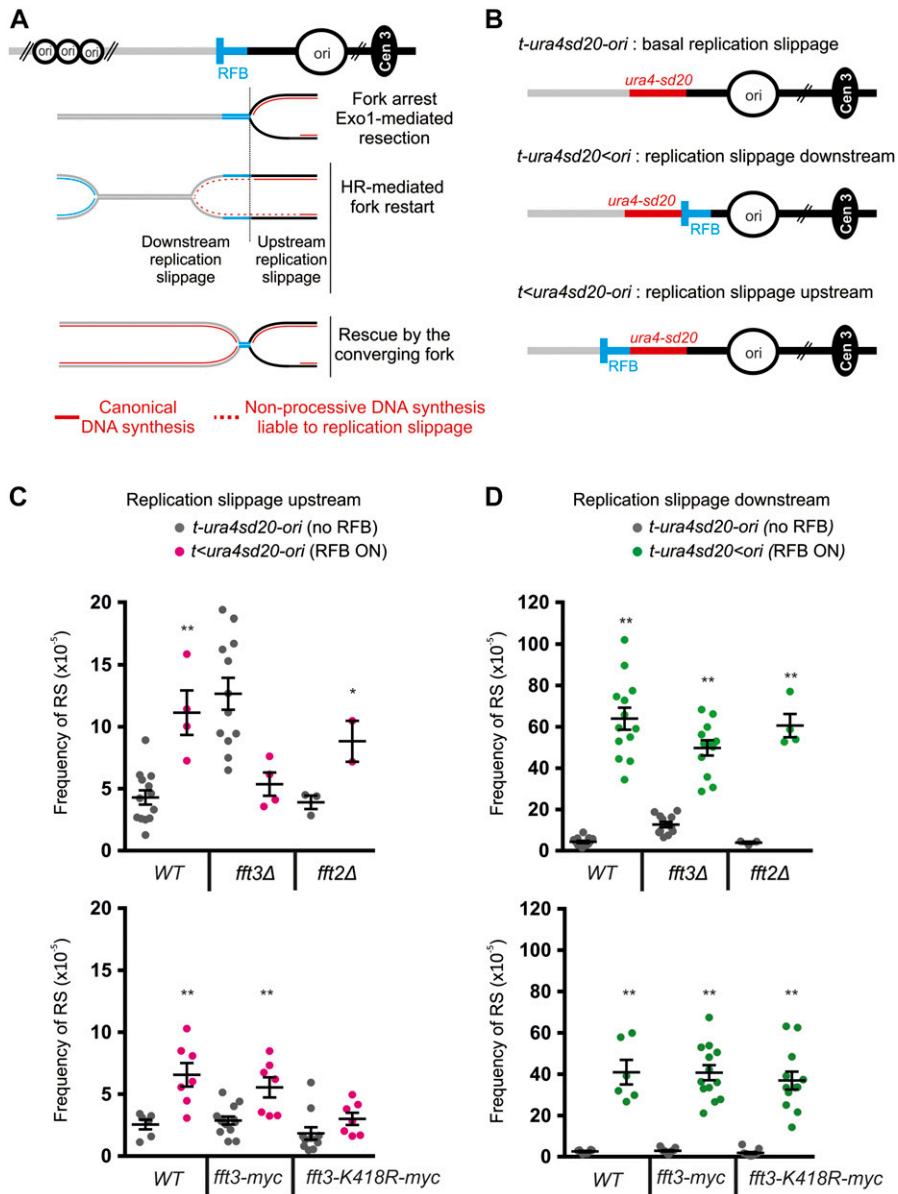 A
ori ori ori
RFB
ori
Cen 3
Fork arrest
Exo1-mediated
resection
HR-mediated
fork restart
Downstream
replication
slippage
Upstream
replication
slippage
Rescue by the
converging fork
Canonical
DNA synthesis
Non-processive DNA synthesis
liable to replication slippage
B
t-ura4sd20-ori : basal replication slippage
ura4-sd20
ori
Cen 3
t-ura4sd20<ori : replication slippage downstream
ura4-sd20
RFB
ori
Cen 3
t<ura4sd20-ori : replication slippage upstream
ura4-sd20
RFB
ori
Cen 3
C
Replication slippage upstream
t-ura4sd20-ori (no RFB)
t<ura4sd20-ori (RFB ON)
Frequency of RS (x10-5)
20
15
10
5
0
**
*
WT
fft3Δ
fft2Δ
Frequency of RS (x10-5)
20
15
10
5
0
**
**
WT
fft3-myc
fft3-K418R-myc
D
Replication slippage downstream
t-ura4sd20-ori (no RFB)
t-ura4sd20<ori (RFB ON)
Frequency of RS (x10-5)
120
100
80
60
40
20
0
**
**
**
WT
fft3Δ
fft2Δ
Frequency of RS (x10-5)
120
100
80
60
40
20
0
**
**
**
WT
fft3-myc
fft3-K418R-myc